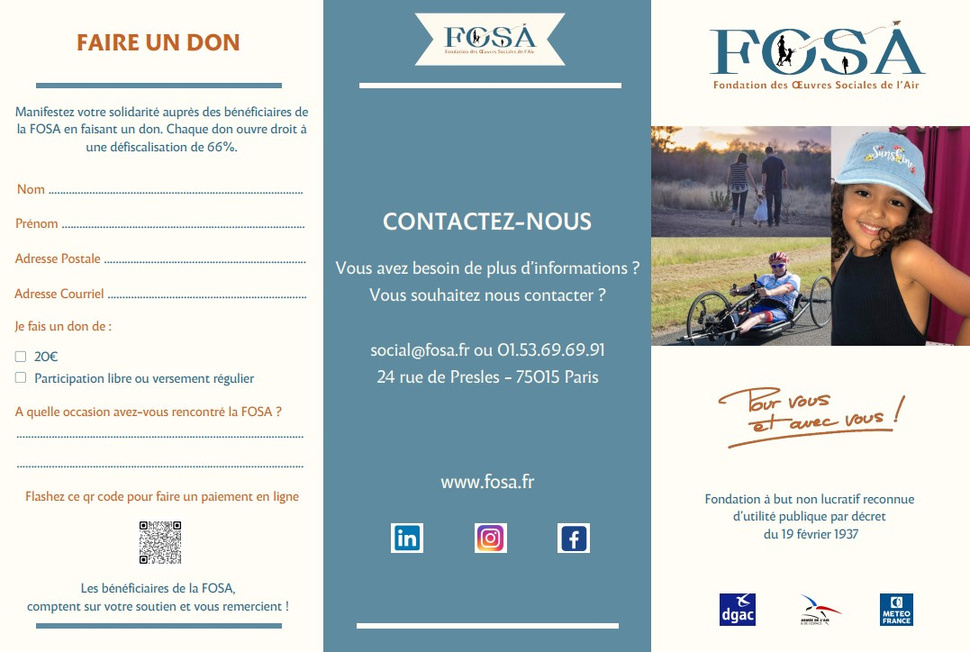 FAIRE UN DON
Manifestez votre solidarité auprès des bénéficiaires de
la FOSA en faisant un don. Chaque don ouvre droit à
une défiscalisation de 66%.
Nom
Prénom
Adresse Postale
Adresse Courriel
Je fais un don de :
20€
Participation libre ou versement régulier
A quelle occasion avez-vous rencontré la FOSA ?
Flashez ce qr code pour faire un paiement en ligne
Les bénéficiaires de la FOSA,
comptent sur votre soutien et vous remercient !
FOSA
Fondation des Œuvres Sociales de l'Air
CONTACTEZ-NOUS
Vous avez besoin de plus d'informations ?
Vous souhaitez nous contacter ?
social@fosa.fr ou 01.53.69.69.91
24 rue de Presles - 75015 Paris
www.fosa.fr
in
f
FOSA
Fondation des Œuvres Sociales de l'Air
Sunshine
Pour vous
et avec vous !
Fondation à but non lucratif reconnue
d'utilité publique par décret
du 19 février 1937
dgac
ARMÉE DE L'AIR
& DE L'ESPACE
METEO
FRANCE